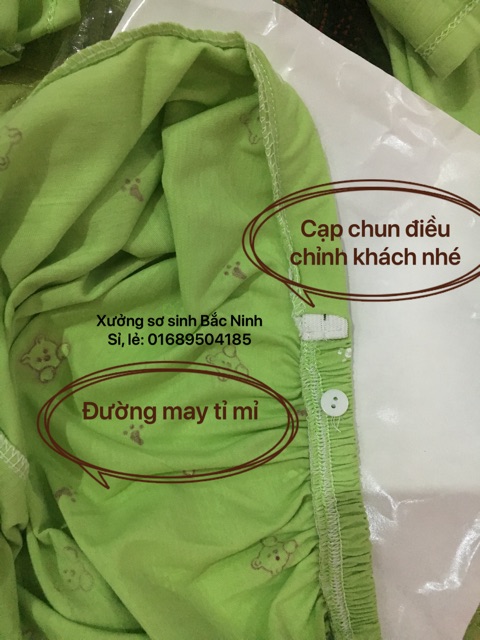 Cạp chun điều
chỉnh khách nhé
Xưởng sơ sinh Bắc Ninh
Sỉ, lẻ: 01689504185
Đường may tỉ mỉ